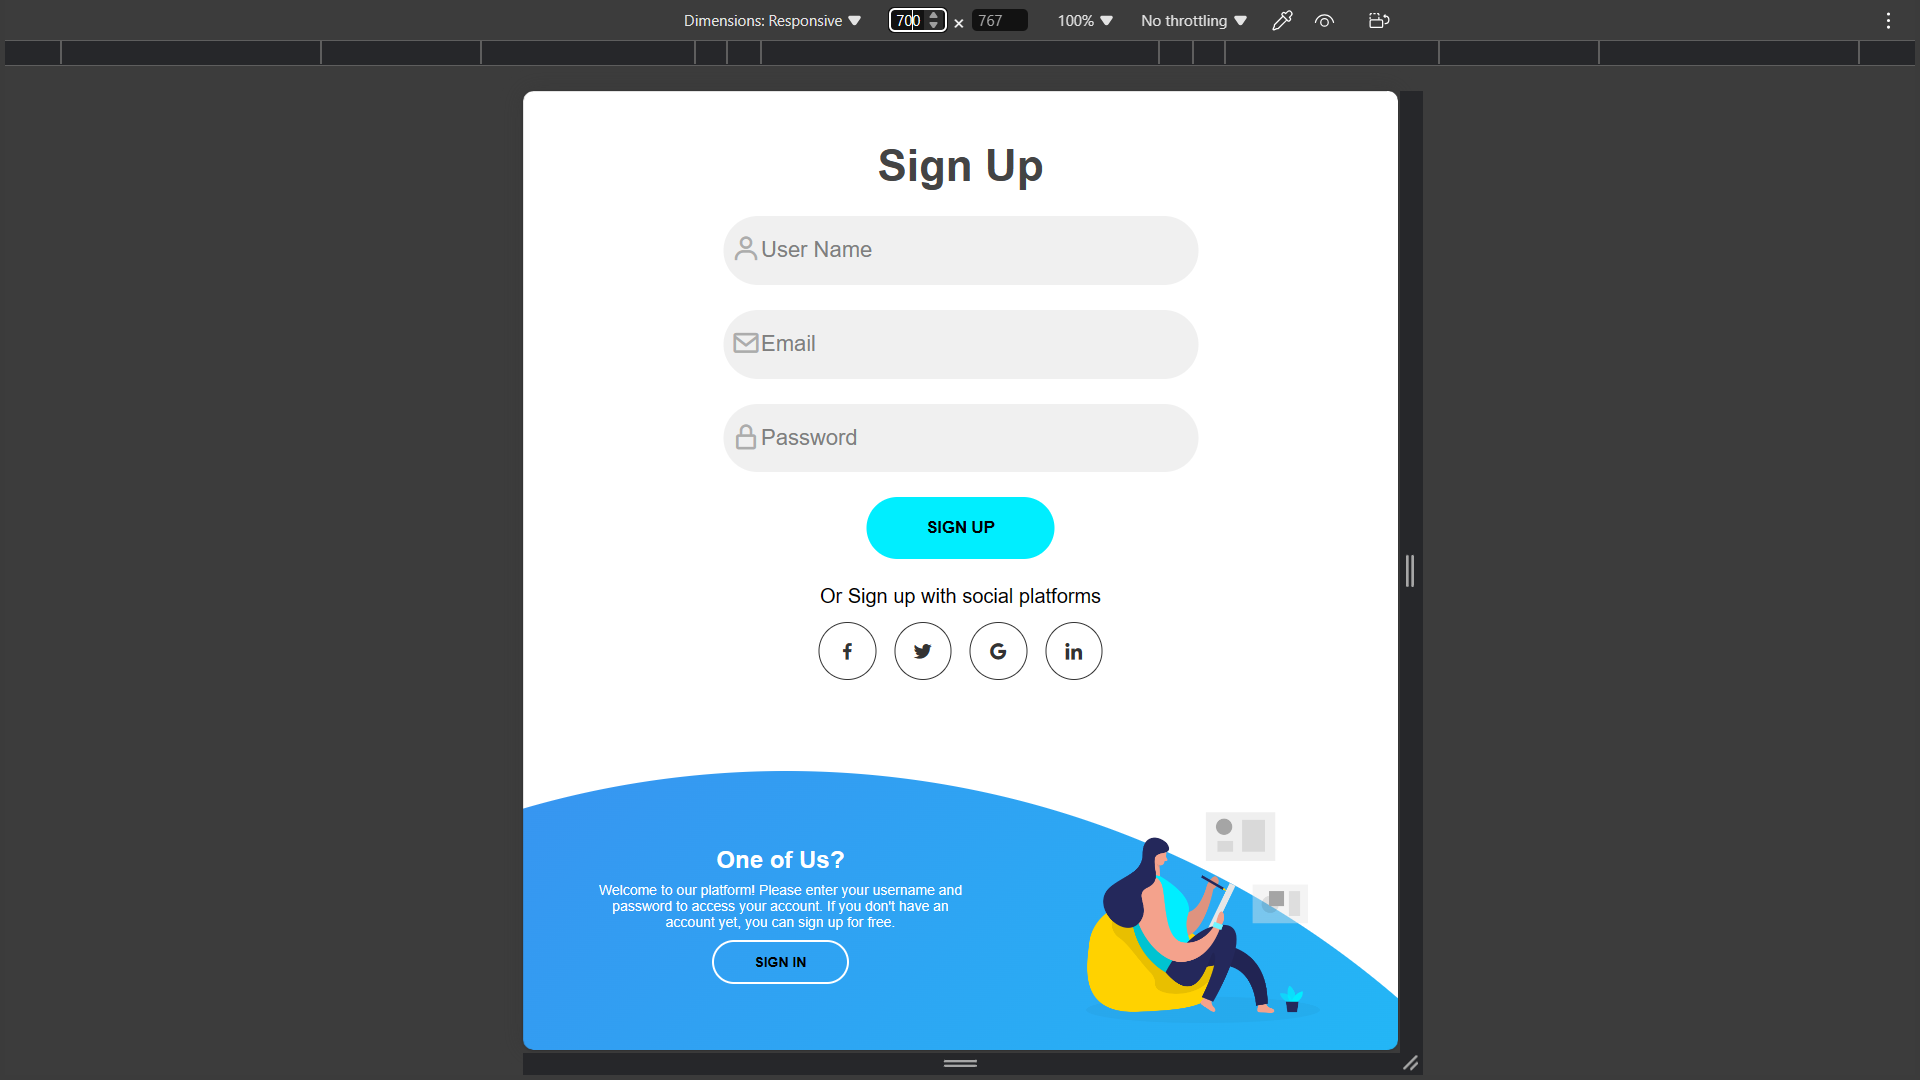 Dimensions: Responsive 700 × 767 100% No throttling
Sign Up
User Name
Email
Password
SIGN UP
Or Sign up with social platforms
f G in
One of Us?
Welcome to our platform! Please enter your username and
password to access your account. If you don't have an
account yet, you can sign up for free.
SIGN IN